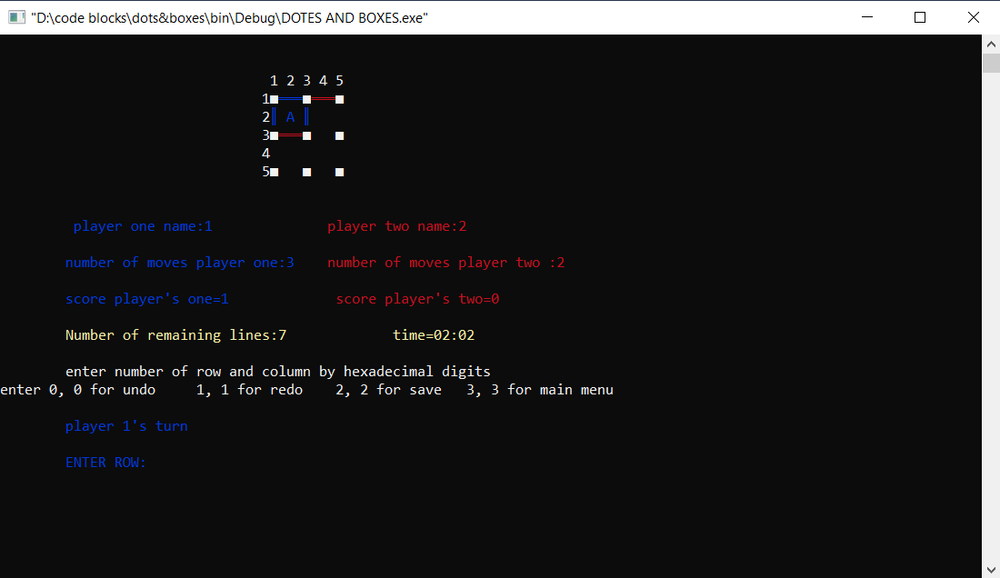 "D:\code blocks\dots&boxes\bin\Debug\DOTES AND BOXES.exe"
1 2 3 4 5
1
2 A
3
4
5
player one name:1 player two name:2
number of moves player one:3 number of moves player two :2
score player's one=1 score player's two=0
Number of remaining lines:7 time=02:02
enter number of row and column by hexadecimal digits
enter 0, 0 for undo 1, 1 for redo 2, 2 for save 3, 3 for main menu
player 1's turn
ENTER ROW: